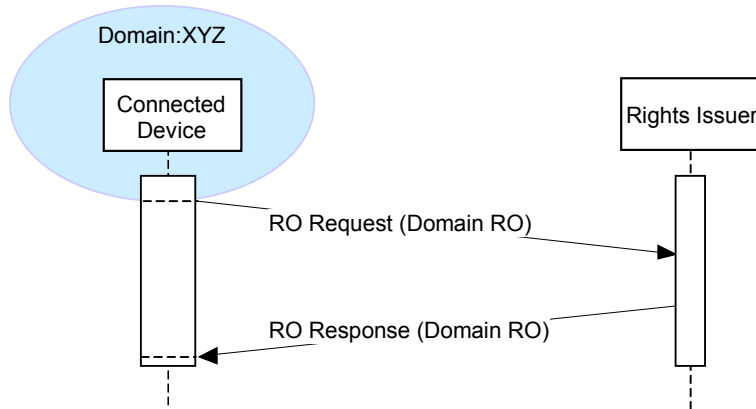 Domain:XYZ
Connected
Device
Rights Issuer
RO Request (Domain RO)
RO Response (Domain RO)